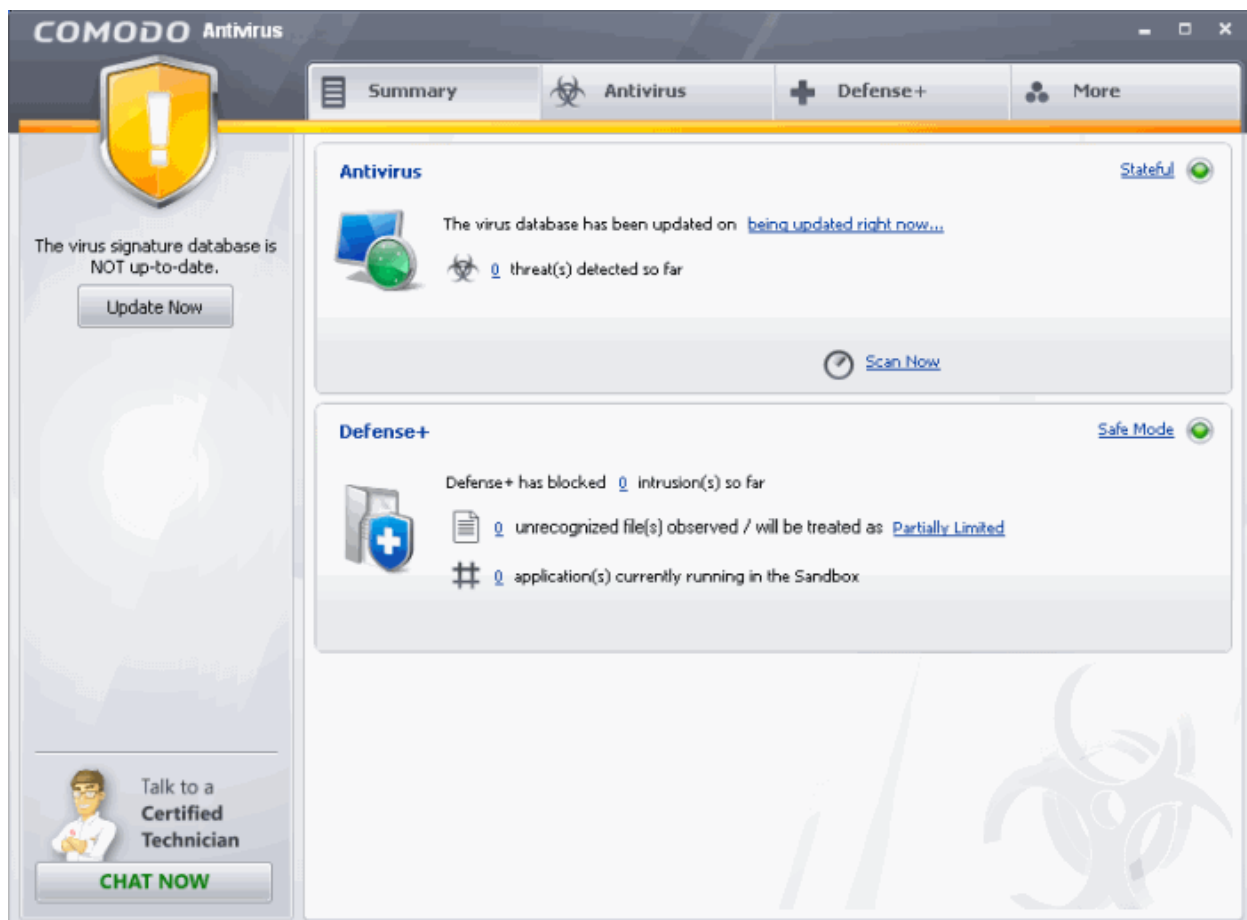 COMODO Antivirus
Summary
Antivirus
Defense+
More
The virus signature database is
NOT up-to-date.
Update Now
Antivirus
Stateful
The virus database has been updated on being updated right now...
0 threat(s) detected so far
Scan Now
Defense+
Safe Mode
Defense+ has blocked 0 intrusion(s) so far
0 unrecognized file(s) observed / will be treated as Partially Limited
0 application(s) currently running in the Sandbox
Talk to a
Certified
Technician
CHAT NOW